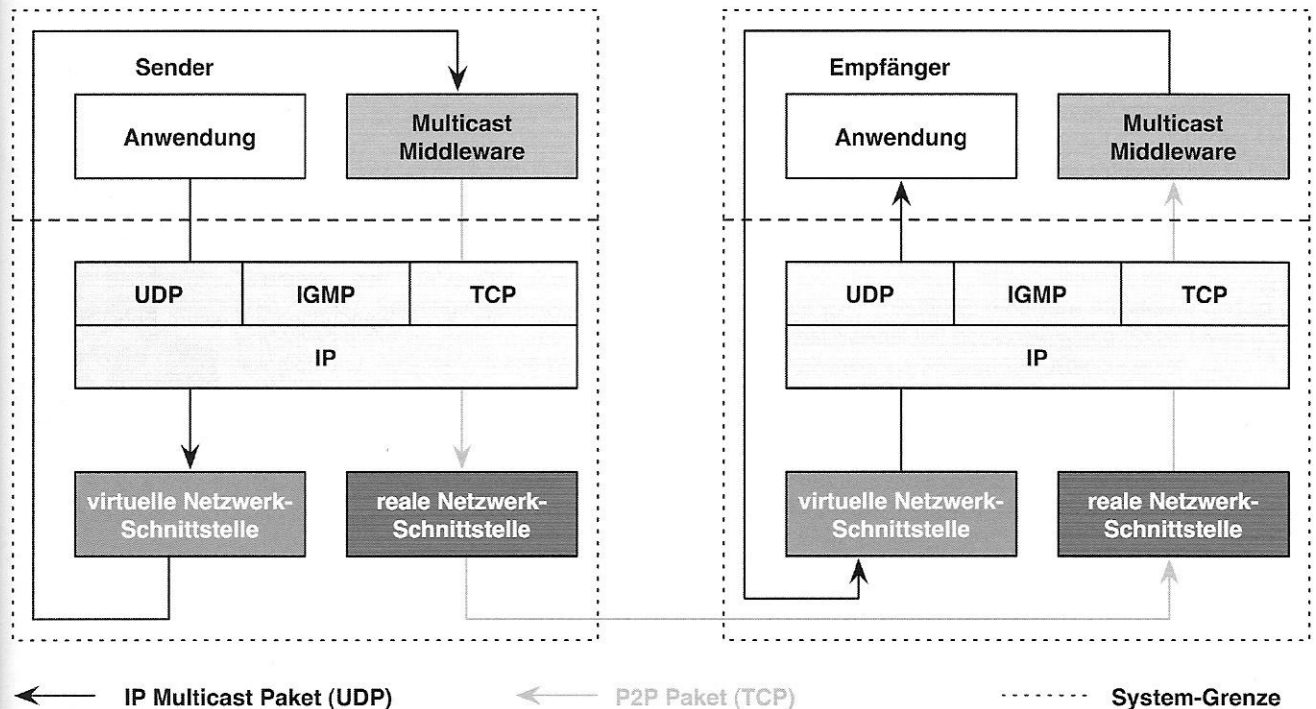 Sender
Empfänger
Anwendung
Multicast
Middleware
Anwendung
Multicast
Middleware
UDP
IGMP
TCP
UDP
IGMP
TCP
IP
IP
virtuelle Netzwerk-
Schnittstelle
reale Netzwerk-
Schnittstelle
virtuelle Netzwerk-
Schnittstelle
reale Netzwerk-
Schnittstelle
IP Multicast Paket (UDP)
P2P Paket (TCP)
System-Grenze